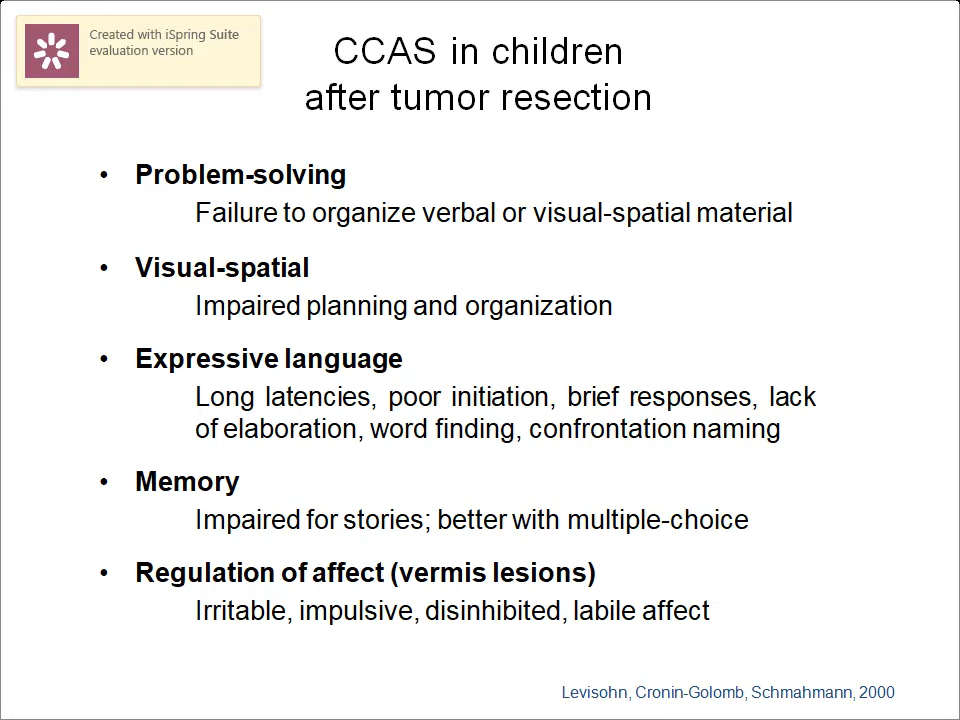 Created with iSpring Suite
evaluation version
CCAS in children
after tumor resection
• Problem-solving
Failure to organize verbal or visual-spatial material
• Visual-spatial
Impaired planning and organization
• Expressive language
Long latencies, poor initiation, brief responses, lack
of elaboration, word finding, confrontation naming
• Memory
Impaired for stories; better with multiple-choice
• Regulation of affect (vermis lesions)
Irritable, impulsive, disinhibited, labile affect
Levisohn, Cronin-Golomb, Schmahmann, 2000